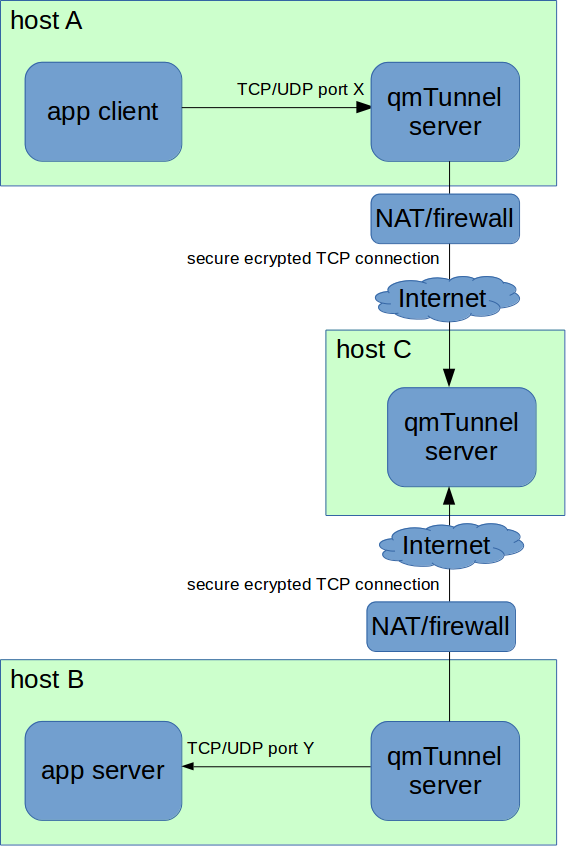 host A
app client
TCP/UDP port X
qmTunnel
server
NAT/firewall
secure ecrypted TCP connection
Internet
host C
qmTunnel
server
Internet
secure ecrypted TCP connection
NAT/firewall
host B
app server
TCP/UDP port Y
qmTunnel
server